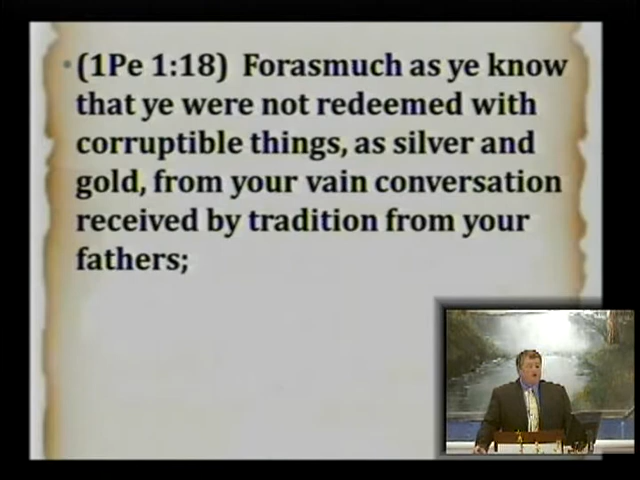 • (1Pe 1:18) Forasmuch as ye know
that ye were not redeemed with
corruptible things, as silver and
gold, from your vain conversation
received by tradition from your
fathers;